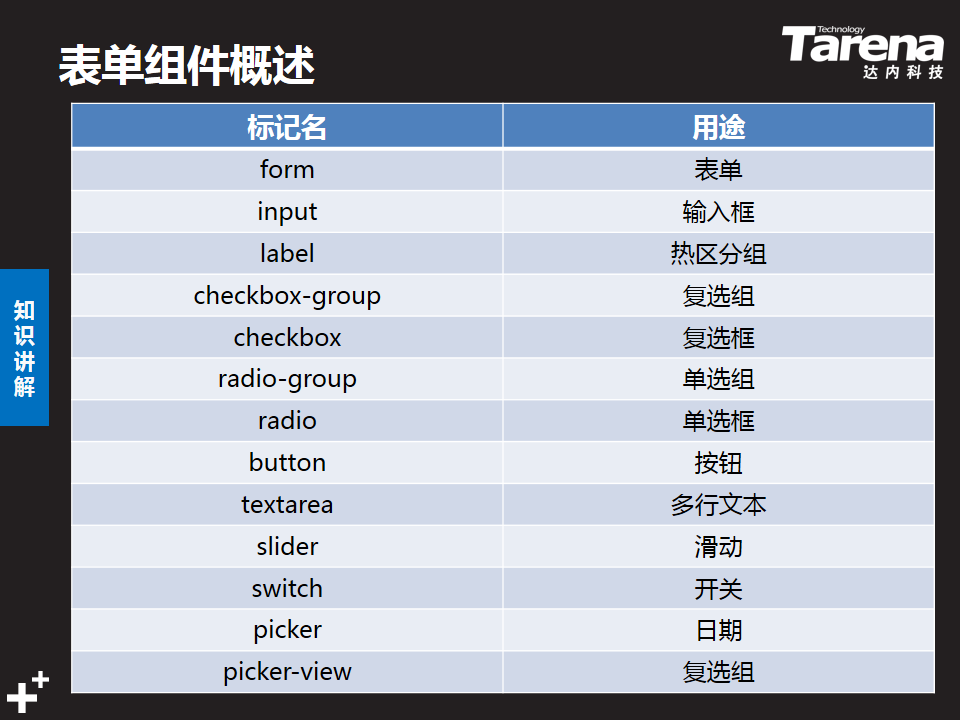 表单组件概述
Technology
Tarena
达内科技
标记名 用途
form 表单
input 输入框
label 热区分组
checkbox-group 复选组
checkbox 复选框
radio-group 单选组
radio 单选框
button 按钮
textarea 多行文本
slider 滑动
switch 开关
picker 日期
picker-view 复选组
知识讲解